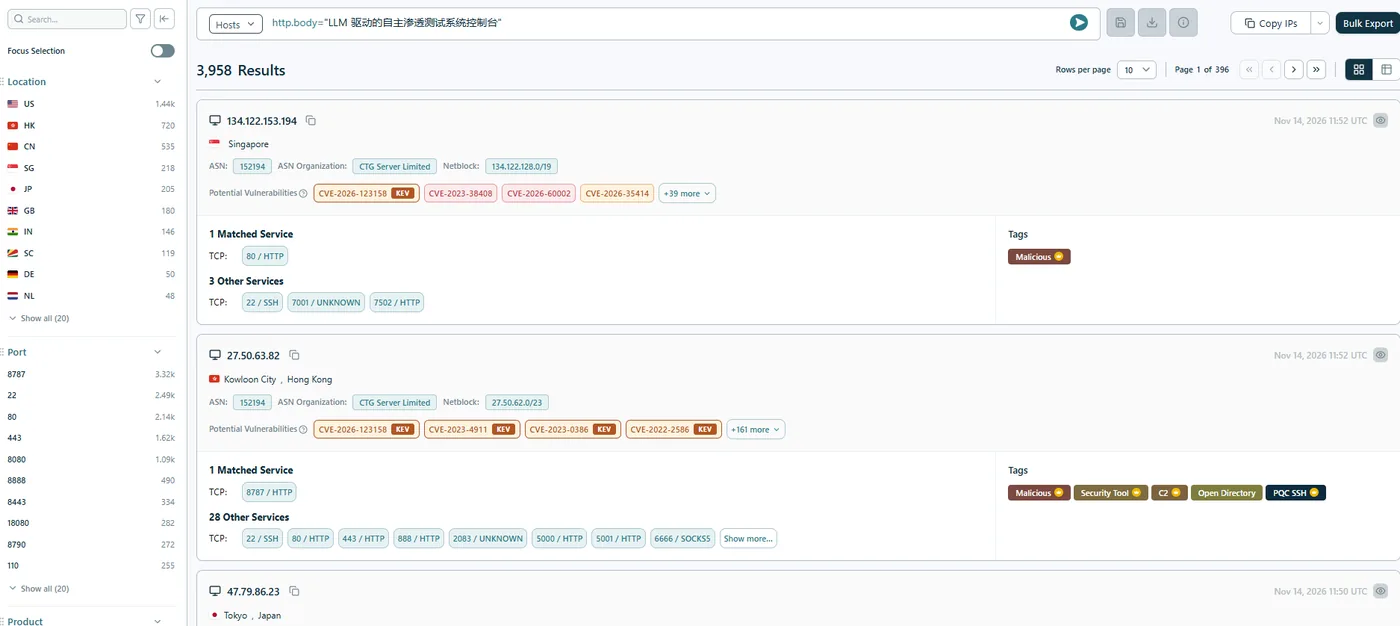 Search...
Focus Selection
Location
US 1.44k
HK 720
CN 535
SG 218
JP 205
GB 180
IN 146
SC 119
DE 50
NL 48
Show all (20)
Port
8787 3.32k
22 2.49k
80 2.14k
443 1.62k
8080 1.09k
8888 490
8443 334
18080 282
8790 272
110 255
Show all (20)
Product
Hosts http.body="LLM 驱动的自主渗透测试系统控制台"
Copy IPs
Bulk Export
3,958 Results
Rows per page 10 Page 1 of 396
134.122.153.194 Nov 14, 2026 11:52 UTC
Singapore
ASN: 152194 ASN Organization: CTG Server Limited Netblock: 134.122.128.0/19
Potential Vulnerabilities CVE-2026-123158 KEV CVE-2023-38408 CVE-2026-60002 CVE-2026-35414 +39 more
1 Matched Service
TCP: 80 / HTTP
3 Other Services
TCP: 22 / SSH 7001 / UNKNOWN 7502 / HTTP
Tags
Malicious
27.50.63.82 Nov 14, 2026 11:52 UTC
Kowloon City , Hong Kong
ASN: 152194 ASN Organization: CTG Server Limited Netblock: 27.50.62.0/23
Potential Vulnerabilities CVE-2026-123158 KEV CVE-2023-4911 KEV CVE-2023-0386 KEV CVE-2022-2586 KEV +161 more
1 Matched Service
TCP: 8787 / HTTP
28 Other Services
TCP: 22 / SSH 80 / HTTP 443 / HTTP 888 / HTTP 2083 / UNKNOWN 5000 / HTTP 5001 / HTTP 6666 / SOCKS5 Show more...
Tags
Malicious Security Tool C2 Open Directory PQC SSH
47.79.86.23 Nov 14, 2026 11:50 UTC
Tokyo , Japan